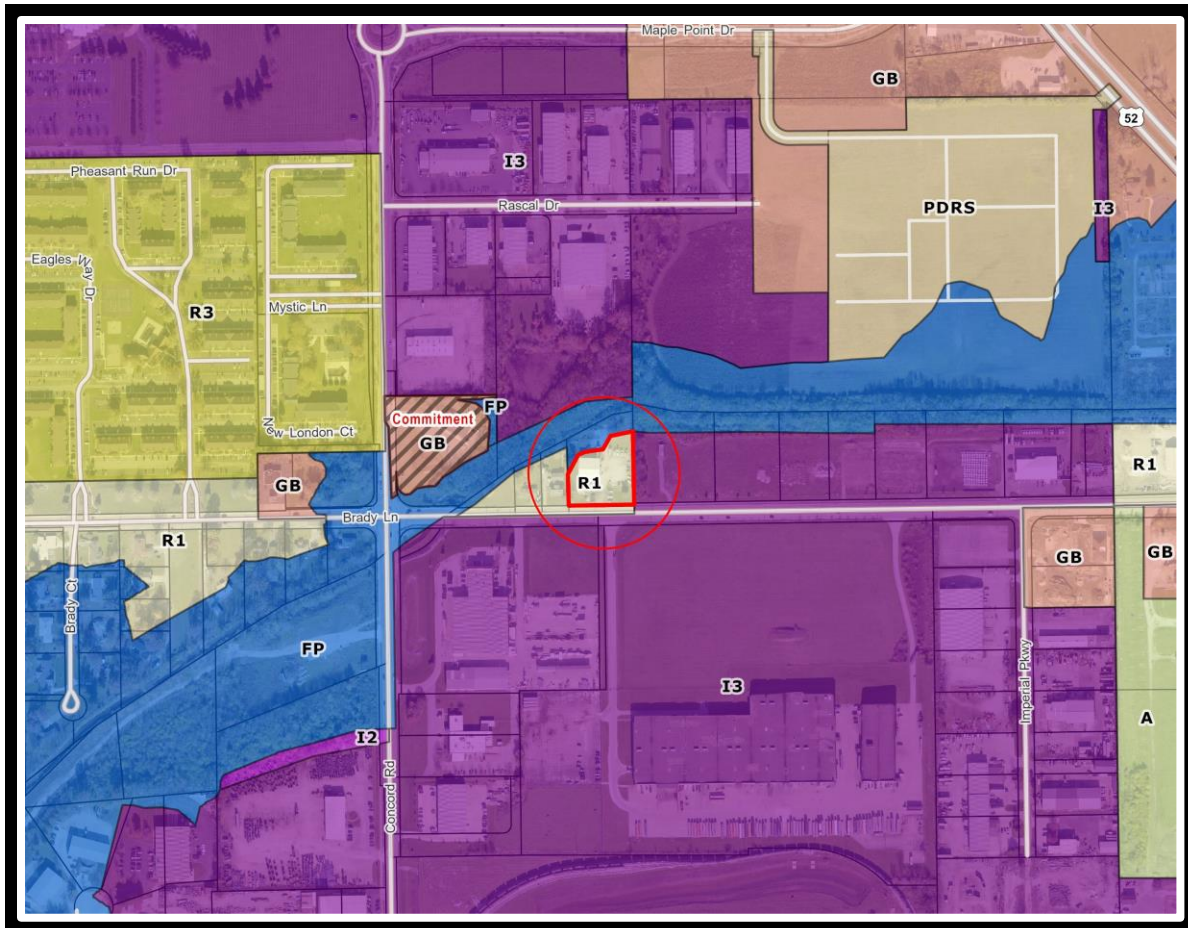 Maple Point Dr
GB
52
I3
Pheasant Run Dr
Rascal Dr
PDRS
I3
Eagles Way Dr
Mystic Ln
R3
New London Ct
Commitment
FP
GB
GB
R1
R1
Brady Ln
R1
GB
GB
Brady Ct
FP
I3
Imperial Pkwy
A
I2
Concord Rd